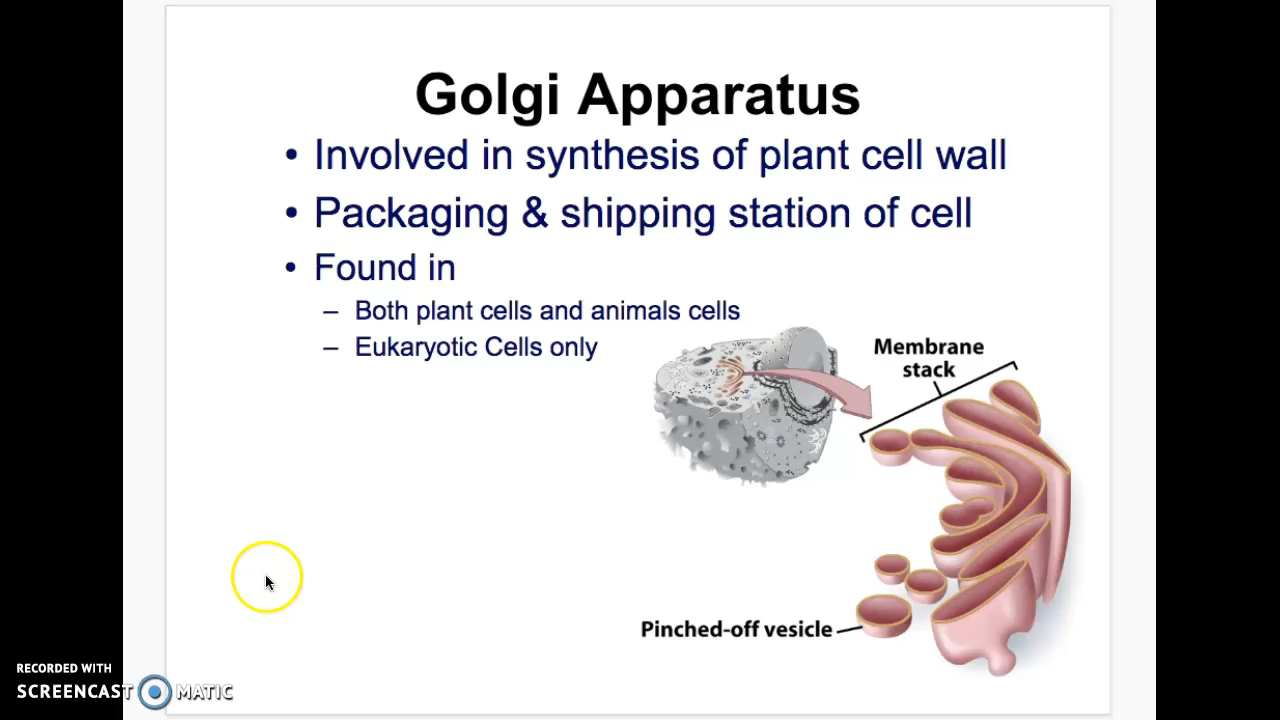 Golgi Apparatus
• Involved in synthesis of plant cell wall
• Packaging & shipping station of cell
• Found in
– Both plant cells and animals cells
– Eukaryotic Cells only
Membrane
stack
Pinched-off vesicle
RECORDED WITH
SCREENCAST MATIC